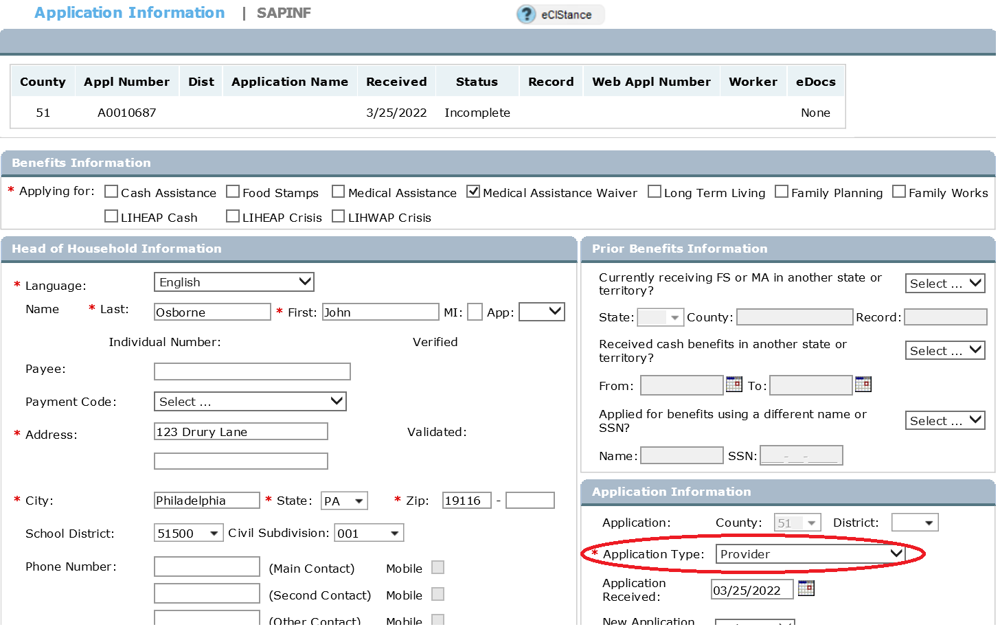 Application Information | SAPINF
? eCIStance
County Appl Number Dist Application Name Received Status Record Web Appl Number Worker eDocs
51 A0010687 3/25/2022 Incomplete None
Benefits Information
* Applying for: Cash Assistance Food Stamps Medical Assistance Medical Assistance Waiver Long Term Living Family Planning Family Works
LIHEAP Cash LIHEAP Crisis LIHWAP Crisis
Head of Household Information
* Language: English
Name * Last: Osborne * First: John MI: App:
Individual Number: Verified
Payee:
Payment Code: Select ...
* Address: 123 Drury Lane Validated:
* City: Philadelphia * State: PA * Zip: 19116 -
School District: 51500 Civil Subdivision: 001
Phone Number: (Main Contact) Mobile
(Second Contact) Mobile
(Other Contact) Mobile
Prior Benefits Information
Currently receiving FS or MA in another state or
territory? Select ...
State: County: Record:
Received cash benefits in another state or
territory? Select ...
From: To:
Applied for benefits using a different name or
SSN? Select ...
Name: SSN: ___-__-____
Application Information
Application: County: 51 District:
* Application Type: Provider
Application
Received: 03/25/2022
New Application